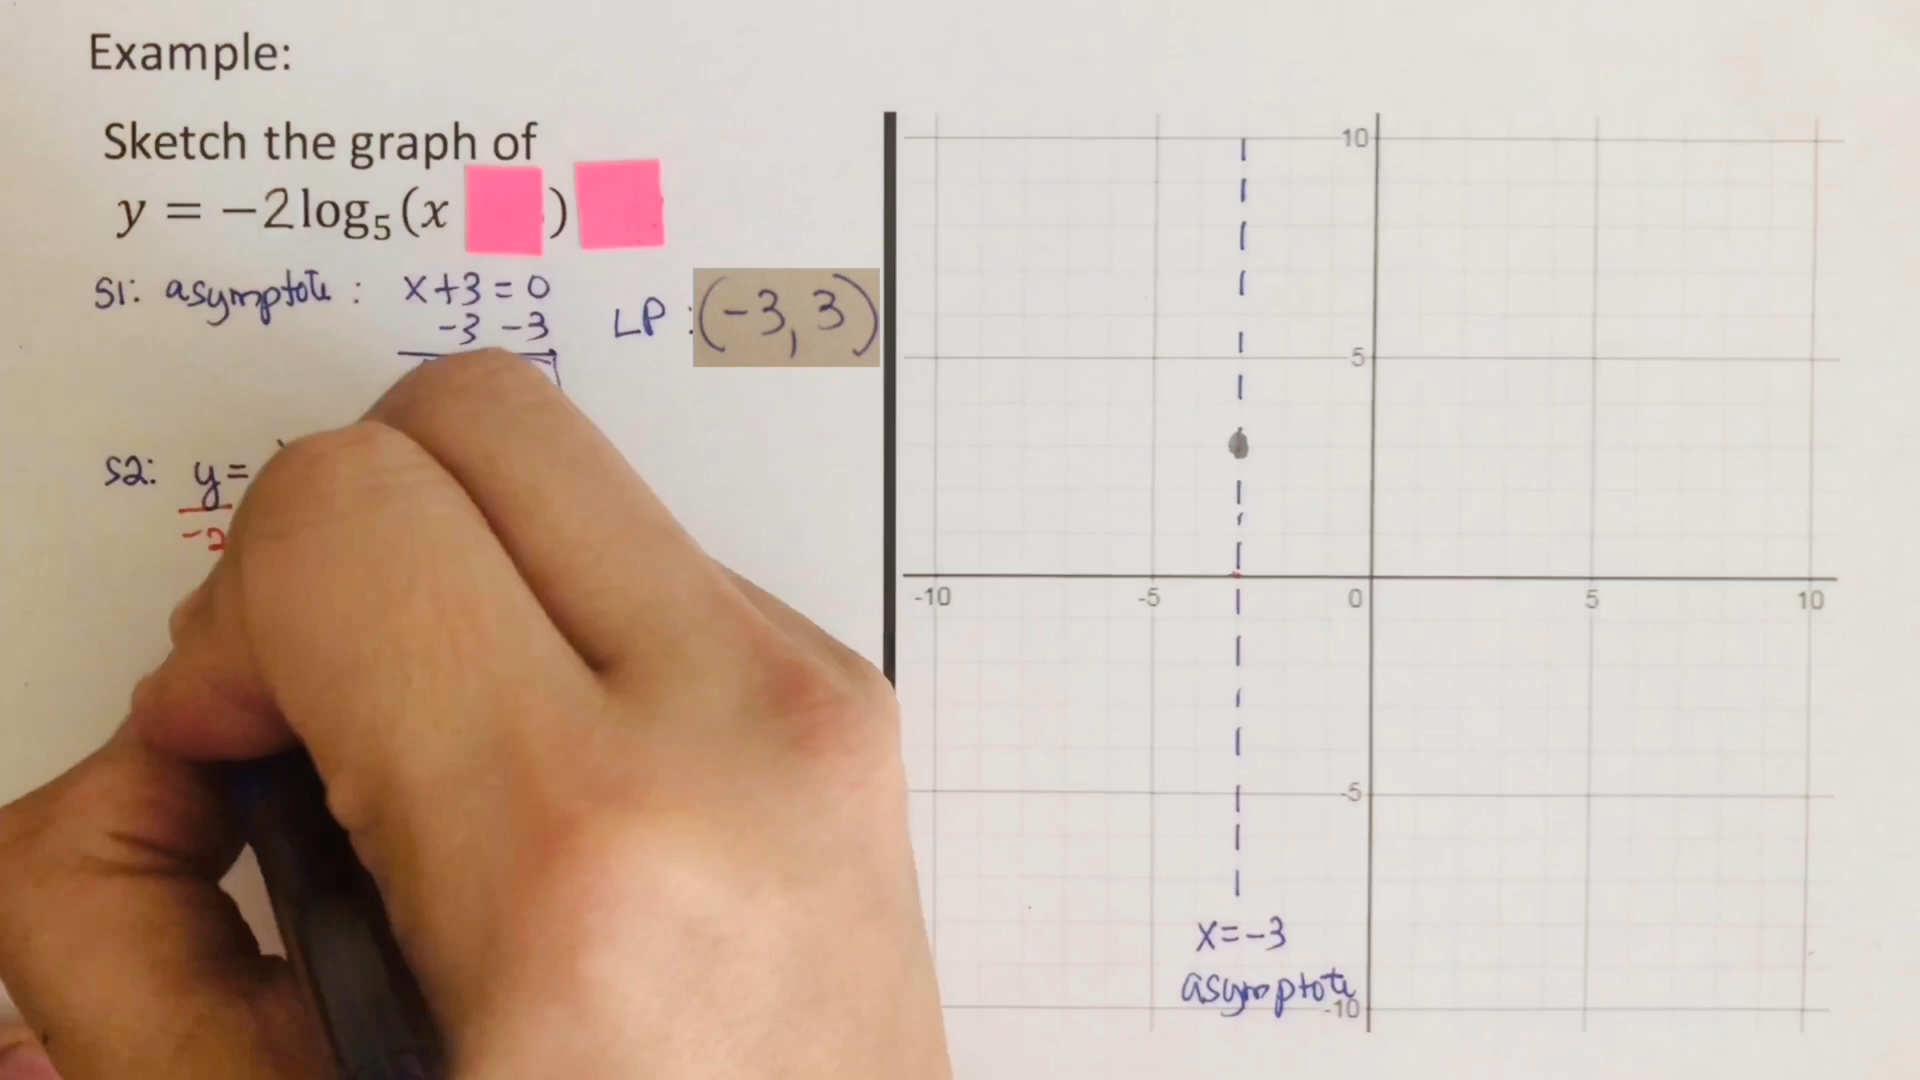 Example:
Sketch the graph of
y = −2log₅(x )
S1: asymptote : x+3=0
-3 -3
LP :(-3, 3)
S2: y=
-2
10
5
-10 -5 0 5 10
-5
x=-3
asymptote
-10